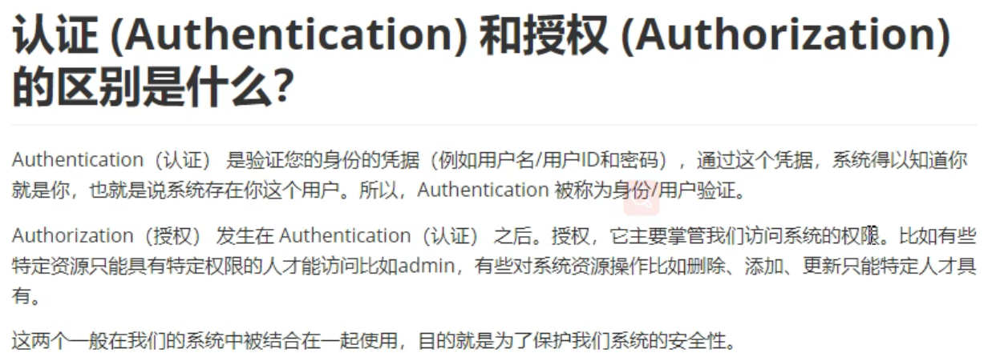 认证 (Authentication) 和授权 (Authorization)
的区别是什么?
Authentication（认证） 是验证您的身份的凭据（例如用户名/用户ID和密码），通过这个凭据，系统得以知道你
就是你，也就是说系统存在你这个用户。所以，Authentication 被称为身份/用户验证。
Authorization（授权） 发生在 Authentication（认证） 之后。授权，它主要掌管我们访问系统的权限。比如有些
特定资源只能具有特定权限的人才能访问比如admin，有些对系统资源操作比如删除、添加、更新只能特定人才具
有。
这两个一般在我们的系统中被结合在一起使用，目的就是为了保护我们系统的安全性。